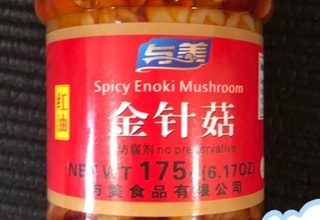 与美
Spicy Enoki Mushroom
红油
金针菇
防腐剂 no preservative
NET WT 175g(6.17OZ)
与美食品有限公司